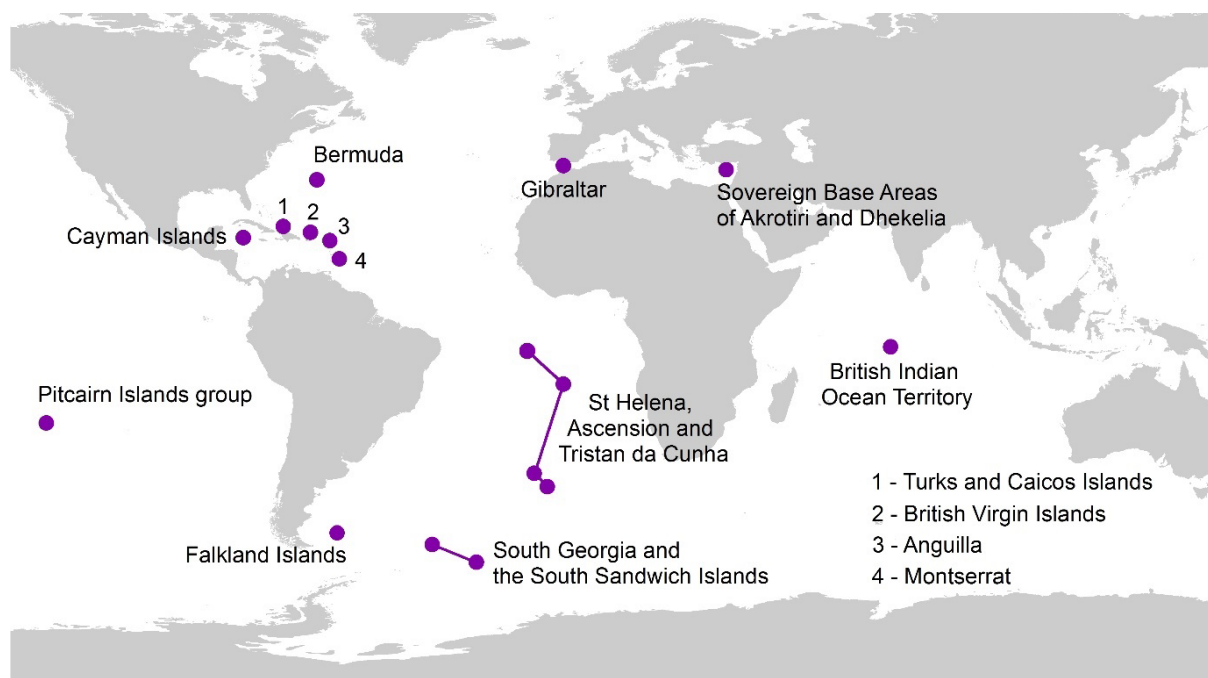 Bermuda
1
2
3
4
Cayman Islands
Gibraltar
Sovereign Base Areas
of Akrotiri and Dhekelia
Pitcairn Islands group
St Helena,
Ascension and
Tristan da Cunha
British Indian
Ocean Territory
Falkland Islands
South Georgia and
the South Sandwich Islands
1 - Turks and Caicos Islands
2 - British Virgin Islands
3 - Anguilla
4 - Montserrat